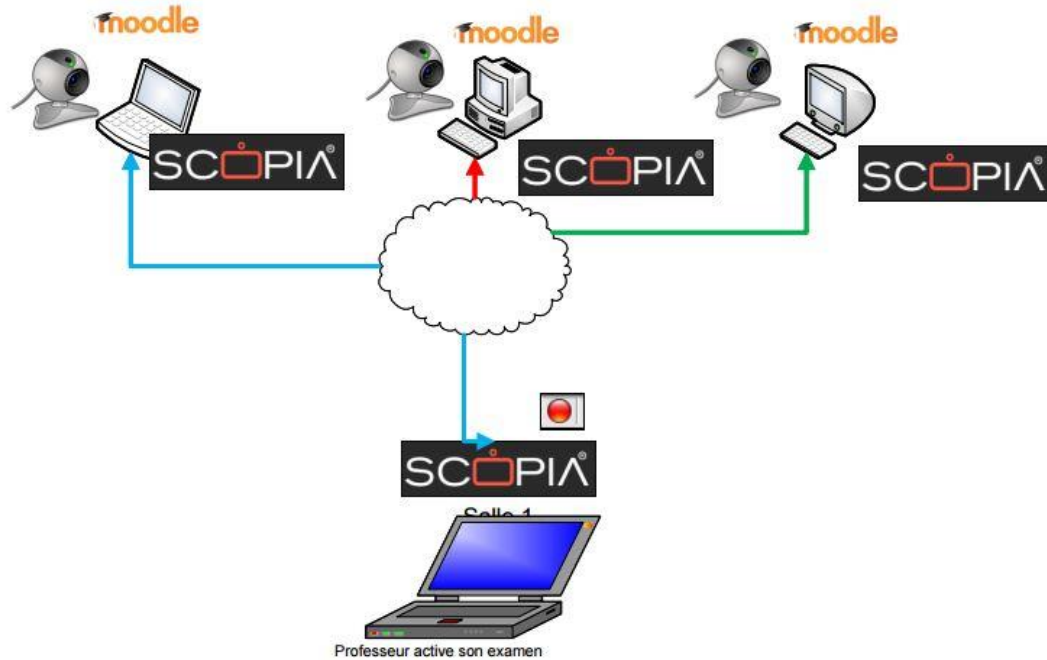 moodle
moodle
moodle
SCOPIA®
SCOPIA®
SCOPIA®
SCOPIA®
Salle 1
Professeur active son examen